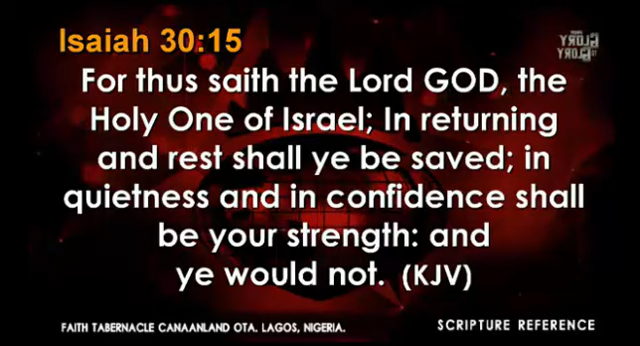 Isaiah 30:15
GLORY
GLORY
For thus saith the Lord GOD, the
Holy One of Israel; In returning
and rest shall ye be saved; in
quietness and in confidence shall
be your strength: and
ye would not. (KJV)
FAITH TABERNACLE CANAANLAND OTA. LAGOS, NIGERIA.
SCRIPTURE REFERENCE